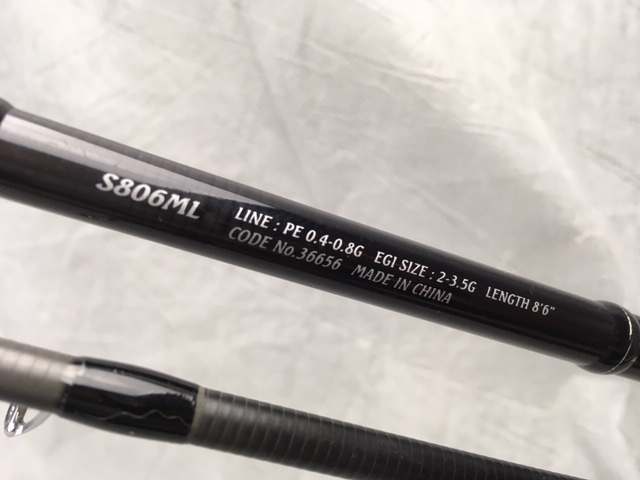 S806ML
LINE : PE 0.4-0.8G EGI SIZE : 2-3.5G LENGTH 8'6"
CODE No.36656 MADE IN CHINA